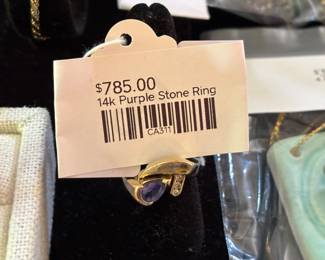 $785.00
14k Purple Stone Ring
CA311